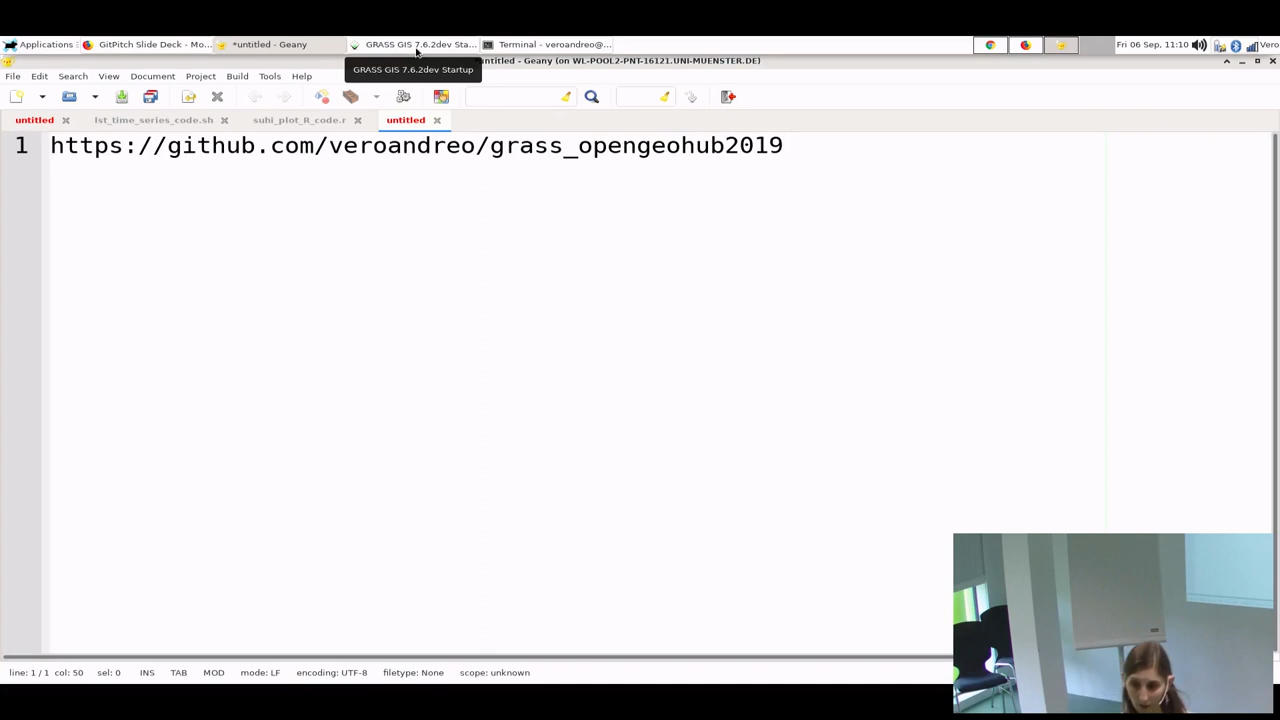 Applications
GitPitch Slide Deck - Mo...
*untitled - Geany
GRASS GIS 7.6.2dev Sta...
Terminal - veroandreo@...
Fri 06 Sep, 11:10
Vero
GRASS GIS 7.6.2dev Startup
untitled - Geany (on WL-POOL2-PNT-16121.UNI-MUENSTER.DE)
File Edit Search View Document Project Build Tools Help
untitled
lst_time_series_code.sh
suhi_plot_R_code.r
untitled
1 https://github.com/veroandreo/grass_opengeohub2019
line: 1 / 1 col: 50 sel: 0 INS TAB MOD mode: LF encoding: UTF-8 filetype: None scope: unknown